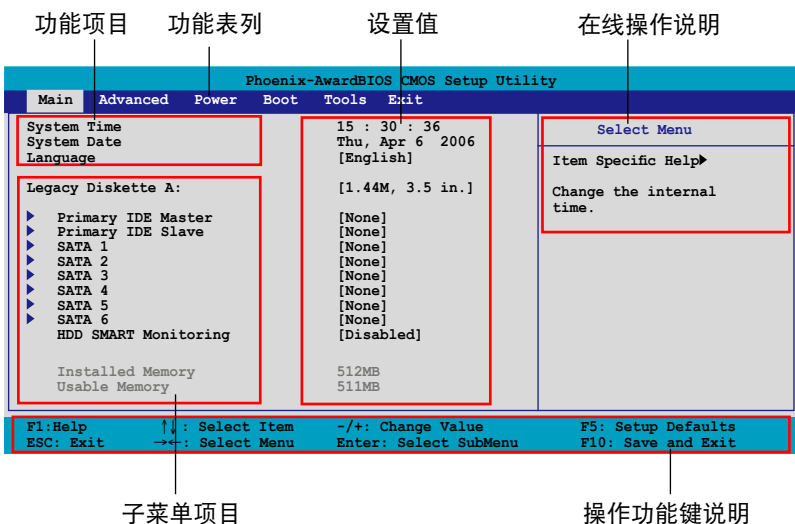 功能项目 功能表列 设置值 在线操作说明
Phoenix-AwardBIOS CMOS Setup Utility
Main Advanced Power Boot Tools Exit
System Time 15 : 30 : 36
System Date Thu, Apr 6 2006
Language [English]
Select Menu
Item Specific Help▶
Legacy Diskette A: [1.44M, 3.5 in.]
Change the internal
time.
▶ Primary IDE Master [None]
▶ Primary IDE Slave [None]
▶ SATA 1 [None]
▶ SATA 2 [None]
▶ SATA 3 [None]
▶ SATA 4 [None]
▶ SATA 5 [None]
▶ SATA 6 [None]
HDD SMART Monitoring [Disabled]
Installed Memory 512MB
Usable Memory 511MB
F1:Help ↑↓: Select Item -/+: Change Value F5: Setup Defaults
ESC: Exit →←: Select Menu Enter: Select SubMenu F10: Save and Exit
子菜单项目 操作功能键说明